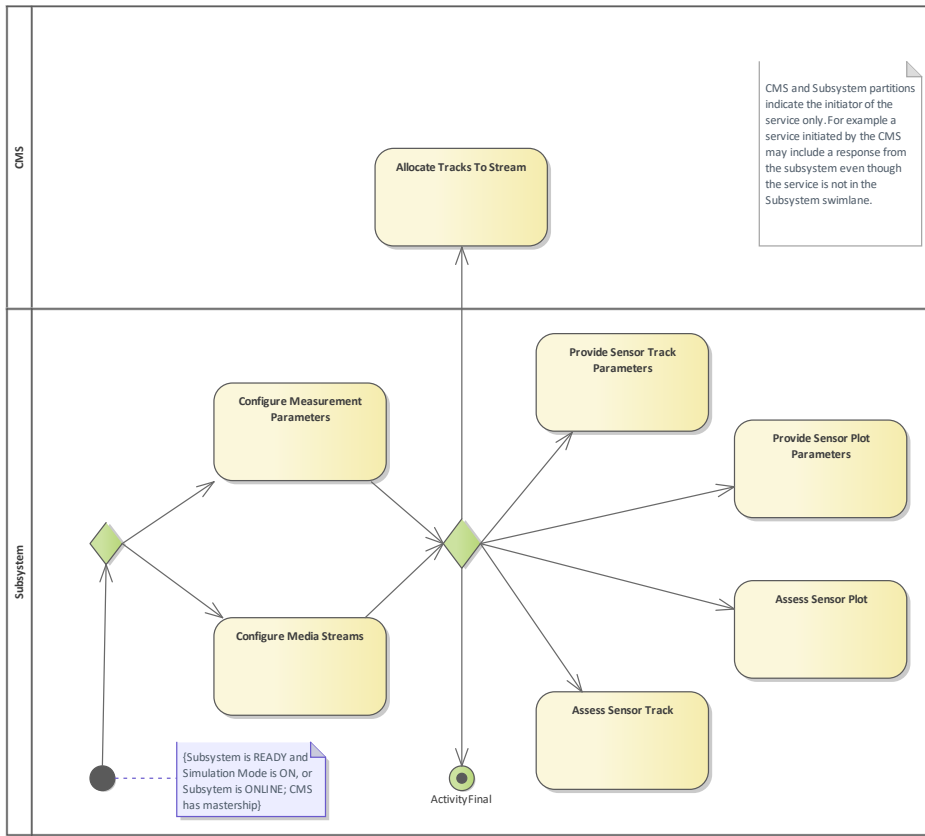 CMS
CMS and Subsystem partitions
indicate the initiator of the
service only. For example a
service initiated by the CMS
may include a response from
the subsystem even though
the service is not in the
Subsystem swimlane.
Allocate Tracks To Stream
Subsystem
Provide Sensor Track
Parameters
Configure Measurement
Parameters
Provide Sensor Plot
Parameters
Assess Sensor Plot
Configure Media Streams
Assess Sensor Track
{Subsystem is READY and
Simulation Mode is ON, or
Subsytem is ONLINE; CMS
has mastership}
ActivityFinal